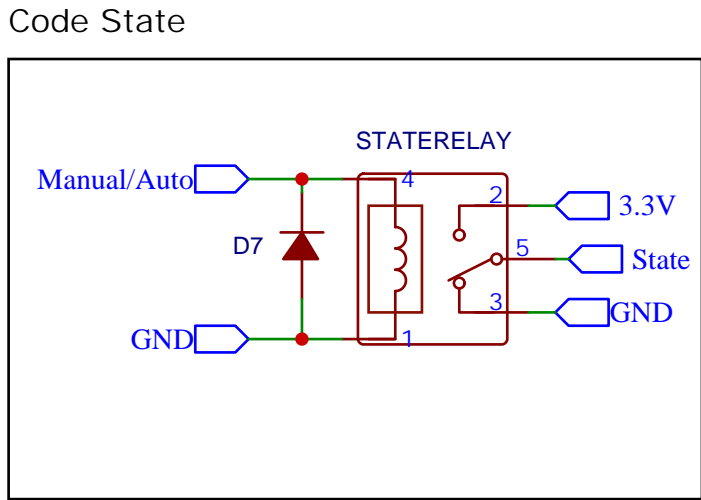 Code State
STATERELAY
Manual/Auto
4
2
3.3V
D7
5
State
3
GND
GND
1